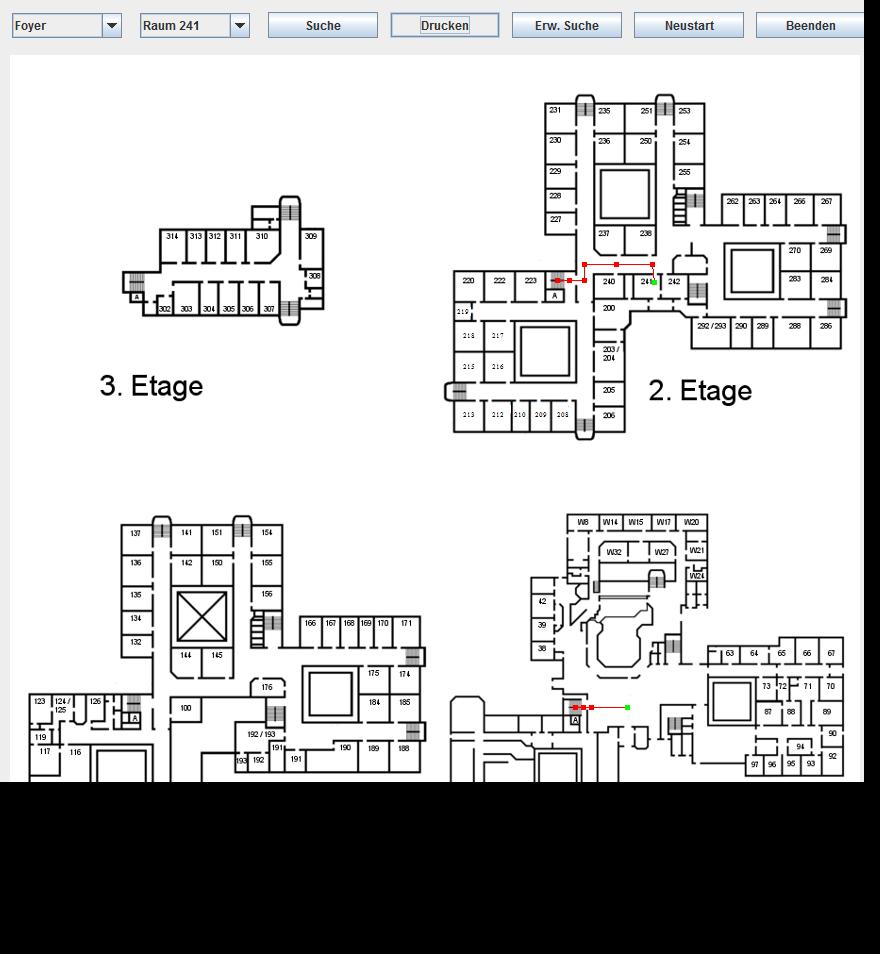 Foyer Raum 241 Suche Drucken Erw. Suche Neustart Beenden
231 235 251 253
230 236 250 254
229 255
228
227 237 238
262 263 264 266 267
270 269
283 284
220 222 223 A 240 242
219 200
218 217 203 /
204
215 216 205
213 212 210 209 208 206
292 / 293 290 289 288 286
314 313 312 311 310 309
308
A 302 303 304 305 306 307
3. Etage
2. Etage
137 141 151 154
136 142 150 155
135 156
134
132 144 145
166 167 168 169 170 171
175 174
176
184 185
123 124 /
125 126 A 100
119
117 116
192 / 193
191
193 192 191 190 189 188
W8 W14 W15 W17 W20
W32 W27 W21
W24
42
39
38
63 64 65 66 67
73 72 71 70
87 88 89
90
94
97 96 95 93 92
A